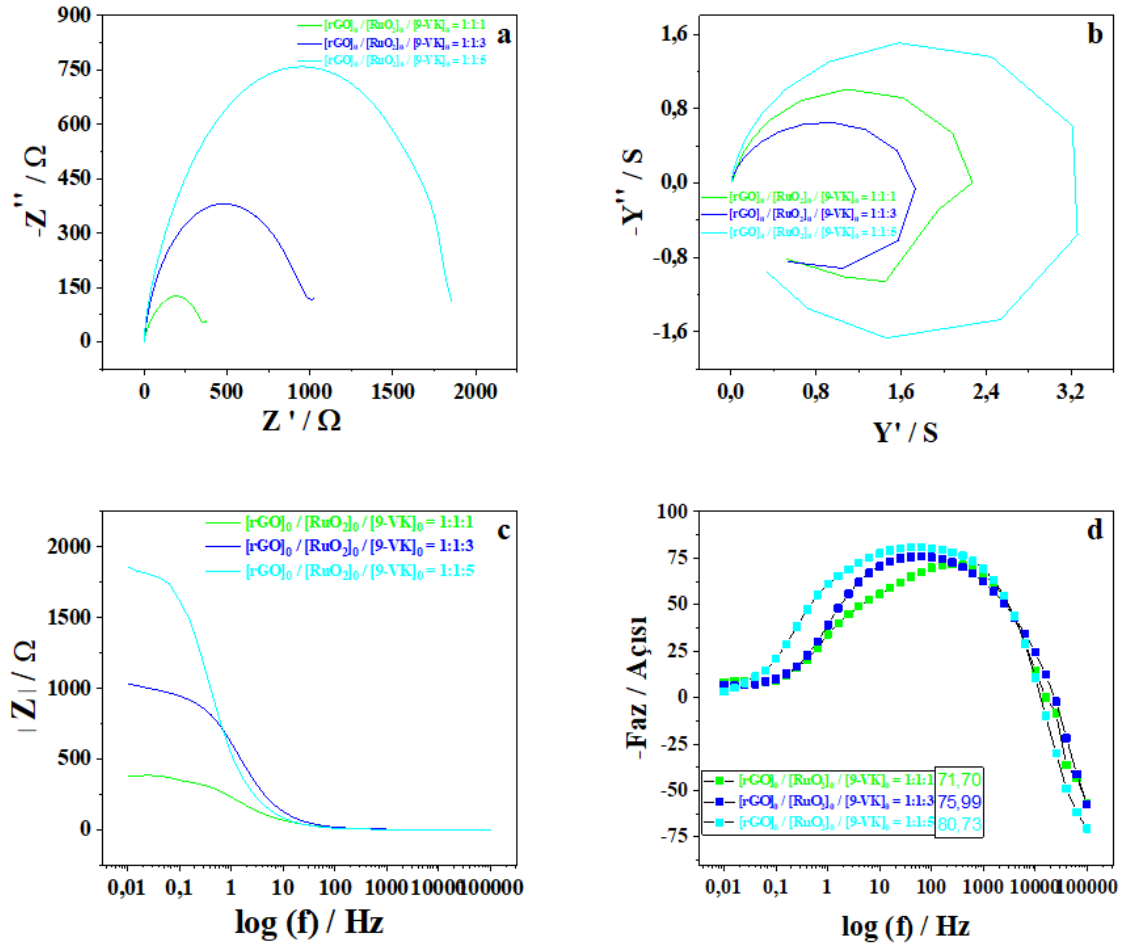 a
[rGO]₀ / [RuO₂]₀ / [9-VK]₀ = 1:1:1
[rGO]₀ / [RuO₂]₀ / [9-VK]₀ = 1:1:3
[rGO]₀ / [RuO₂]₀ / [9-VK]₀ = 1:1:5
900
750
600
450
300
150
0
-Z'' / Ω
0 500 1000 1500 2000
Z ' / Ω
b
1,6
0,8
0,0
-0,8
-1,6
-Y'' / S
[rGO]₀ / [RuO₂]₀ / [9-VK]₀ = 1:1:1
[rGO]₀ / [RuO₂]₀ / [9-VK]₀ = 1:1:3
[rGO]₀ / [RuO₂]₀ / [9-VK]₀ = 1:1:5
0,0 0,8 1,6 2,4 3,2
Y' / S
c
[rGO]₀ / [RuO₂]₀ / [9-VK]₀ = 1:1:1
[rGO]₀ / [RuO₂]₀ / [9-VK]₀ = 1:1:3
[rGO]₀ / [RuO₂]₀ / [9-VK]₀ = 1:1:5
2000
1500
1000
500
0
|Z| / Ω
0,01 0,1 1 10 100 1000 10000 100000
log (f) / Hz
d
100
75
50
25
0
-25
-50
-75
-Faz / Açısı
[rGO]₀ / [RuO₂]₀ / [9-VK]₀ = 1:1:1 71,70
[rGO]₀ / [RuO₂]₀ / [9-VK]₀ = 1:1:3 75,99
[rGO]₀ / [RuO₂]₀ / [9-VK]₀ = 1:1:5 80,73
0,01 0,1 1 10 100 1000 10000 100000
log (f) / Hz